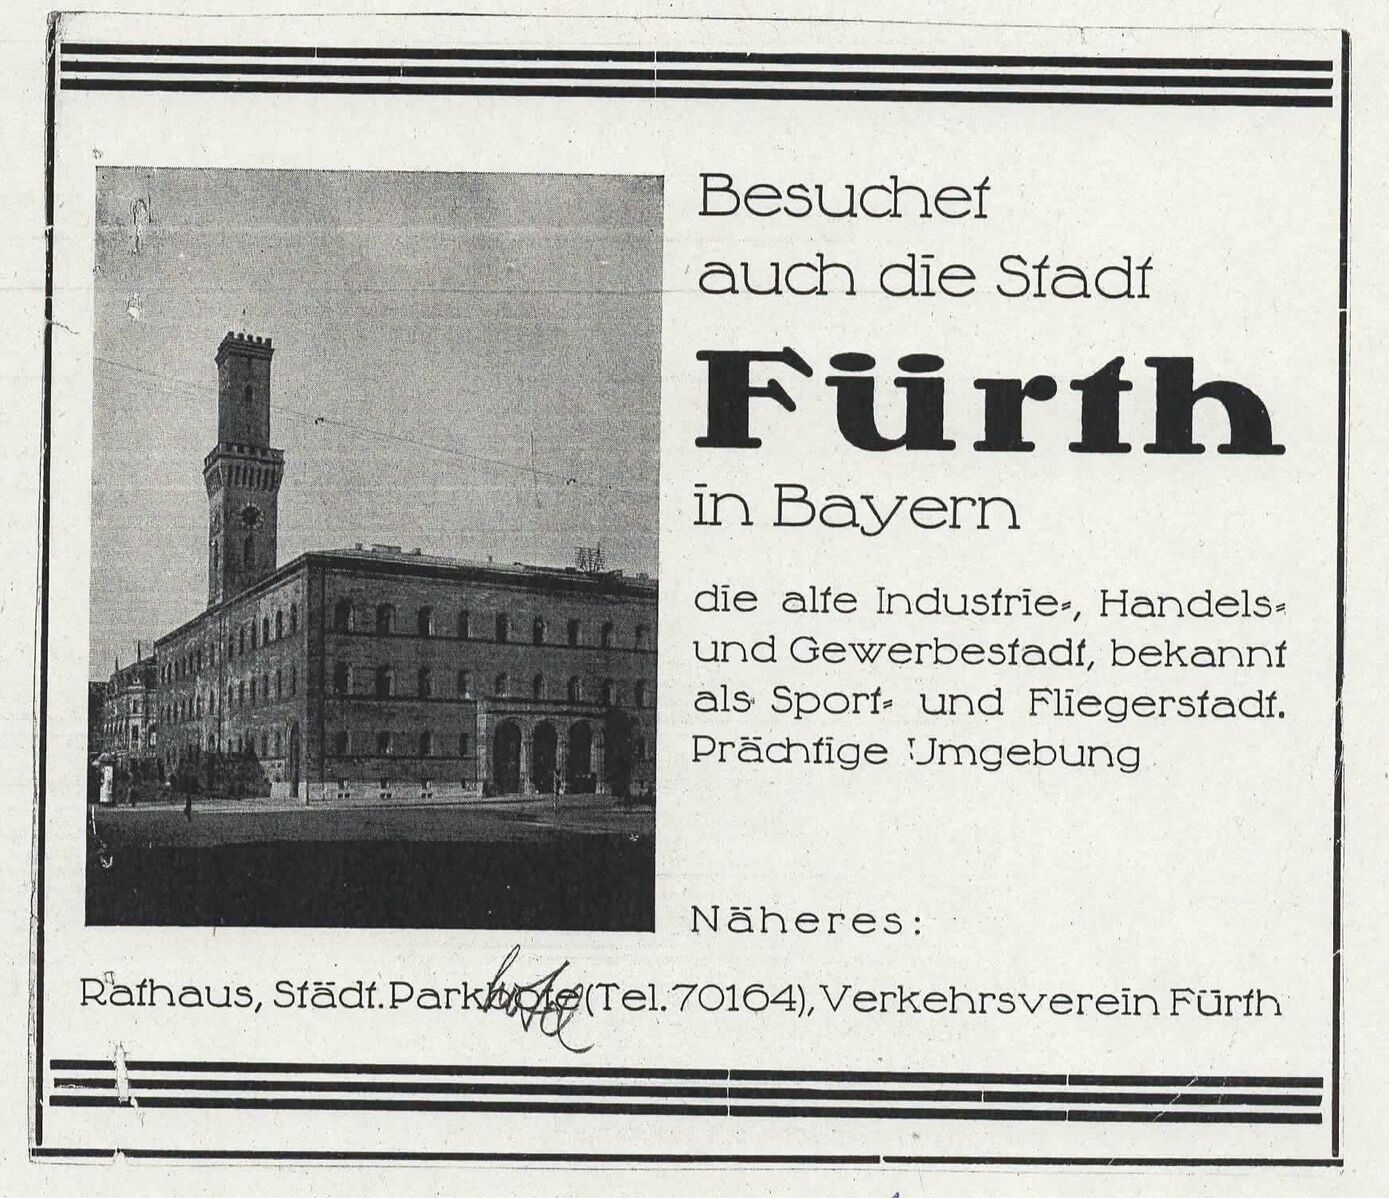 Besuchet
auch die Stadt
Fürth
in Bayern
die alte Industrie-, Handels-
und Gewerbestadt, bekannt
als Sport- und Fliegerstadt.
Prächtige Umgebung
Näheres:
Rathaus, Städt. Park (Tel. 70164), Verkehrsverein Fürth